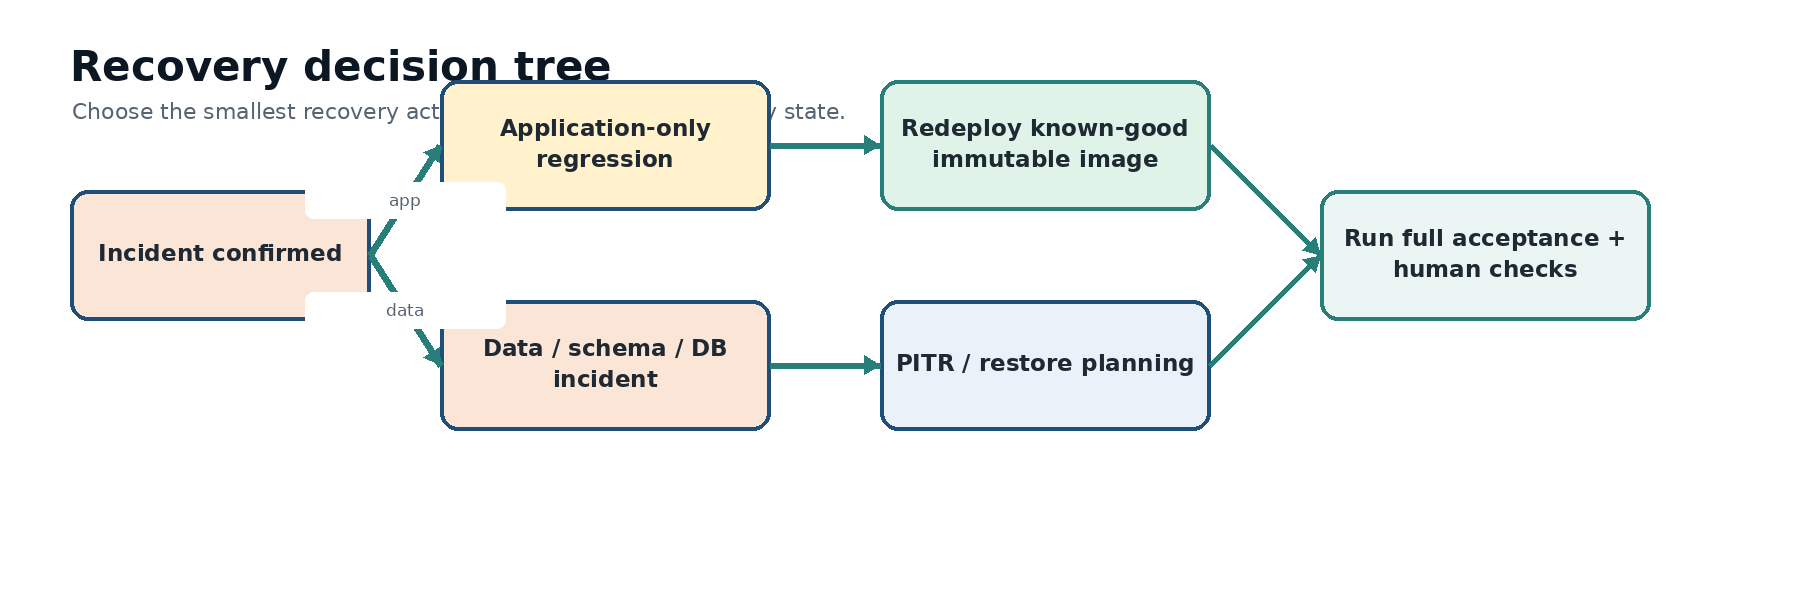 Recovery decision tree
Choose the smallest recovery act
y state.
Application-only
regression
Redeploy known-good
immutable image
app
Incident confirmed
Run full acceptance +
human checks
data
Data / schema / DB
incident
PITR / restore planning